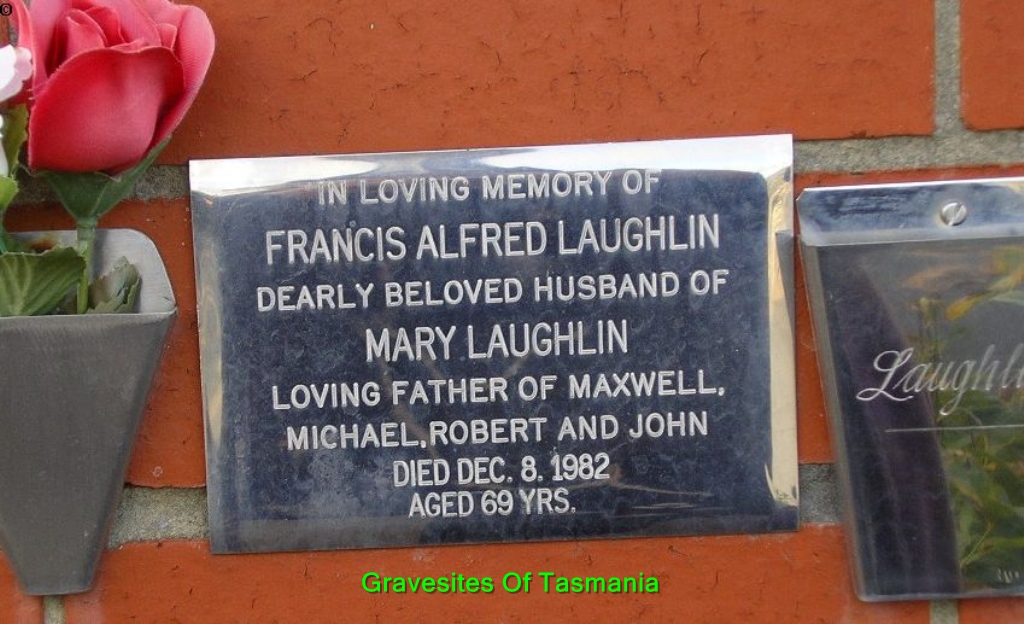 IN LOVING MEMORY OF
FRANCIS ALFRED LAUGHLIN
DEARLY BELOVED HUSBAND OF
MARY LAUGHLIN
LOVING FATHER OF MAXWELL,
MICHAEL, ROBERT AND JOHN
DIED DEC. 8. 1982
AGED 69 YRS.
Laughli
Gravesites Of Tasmania
©